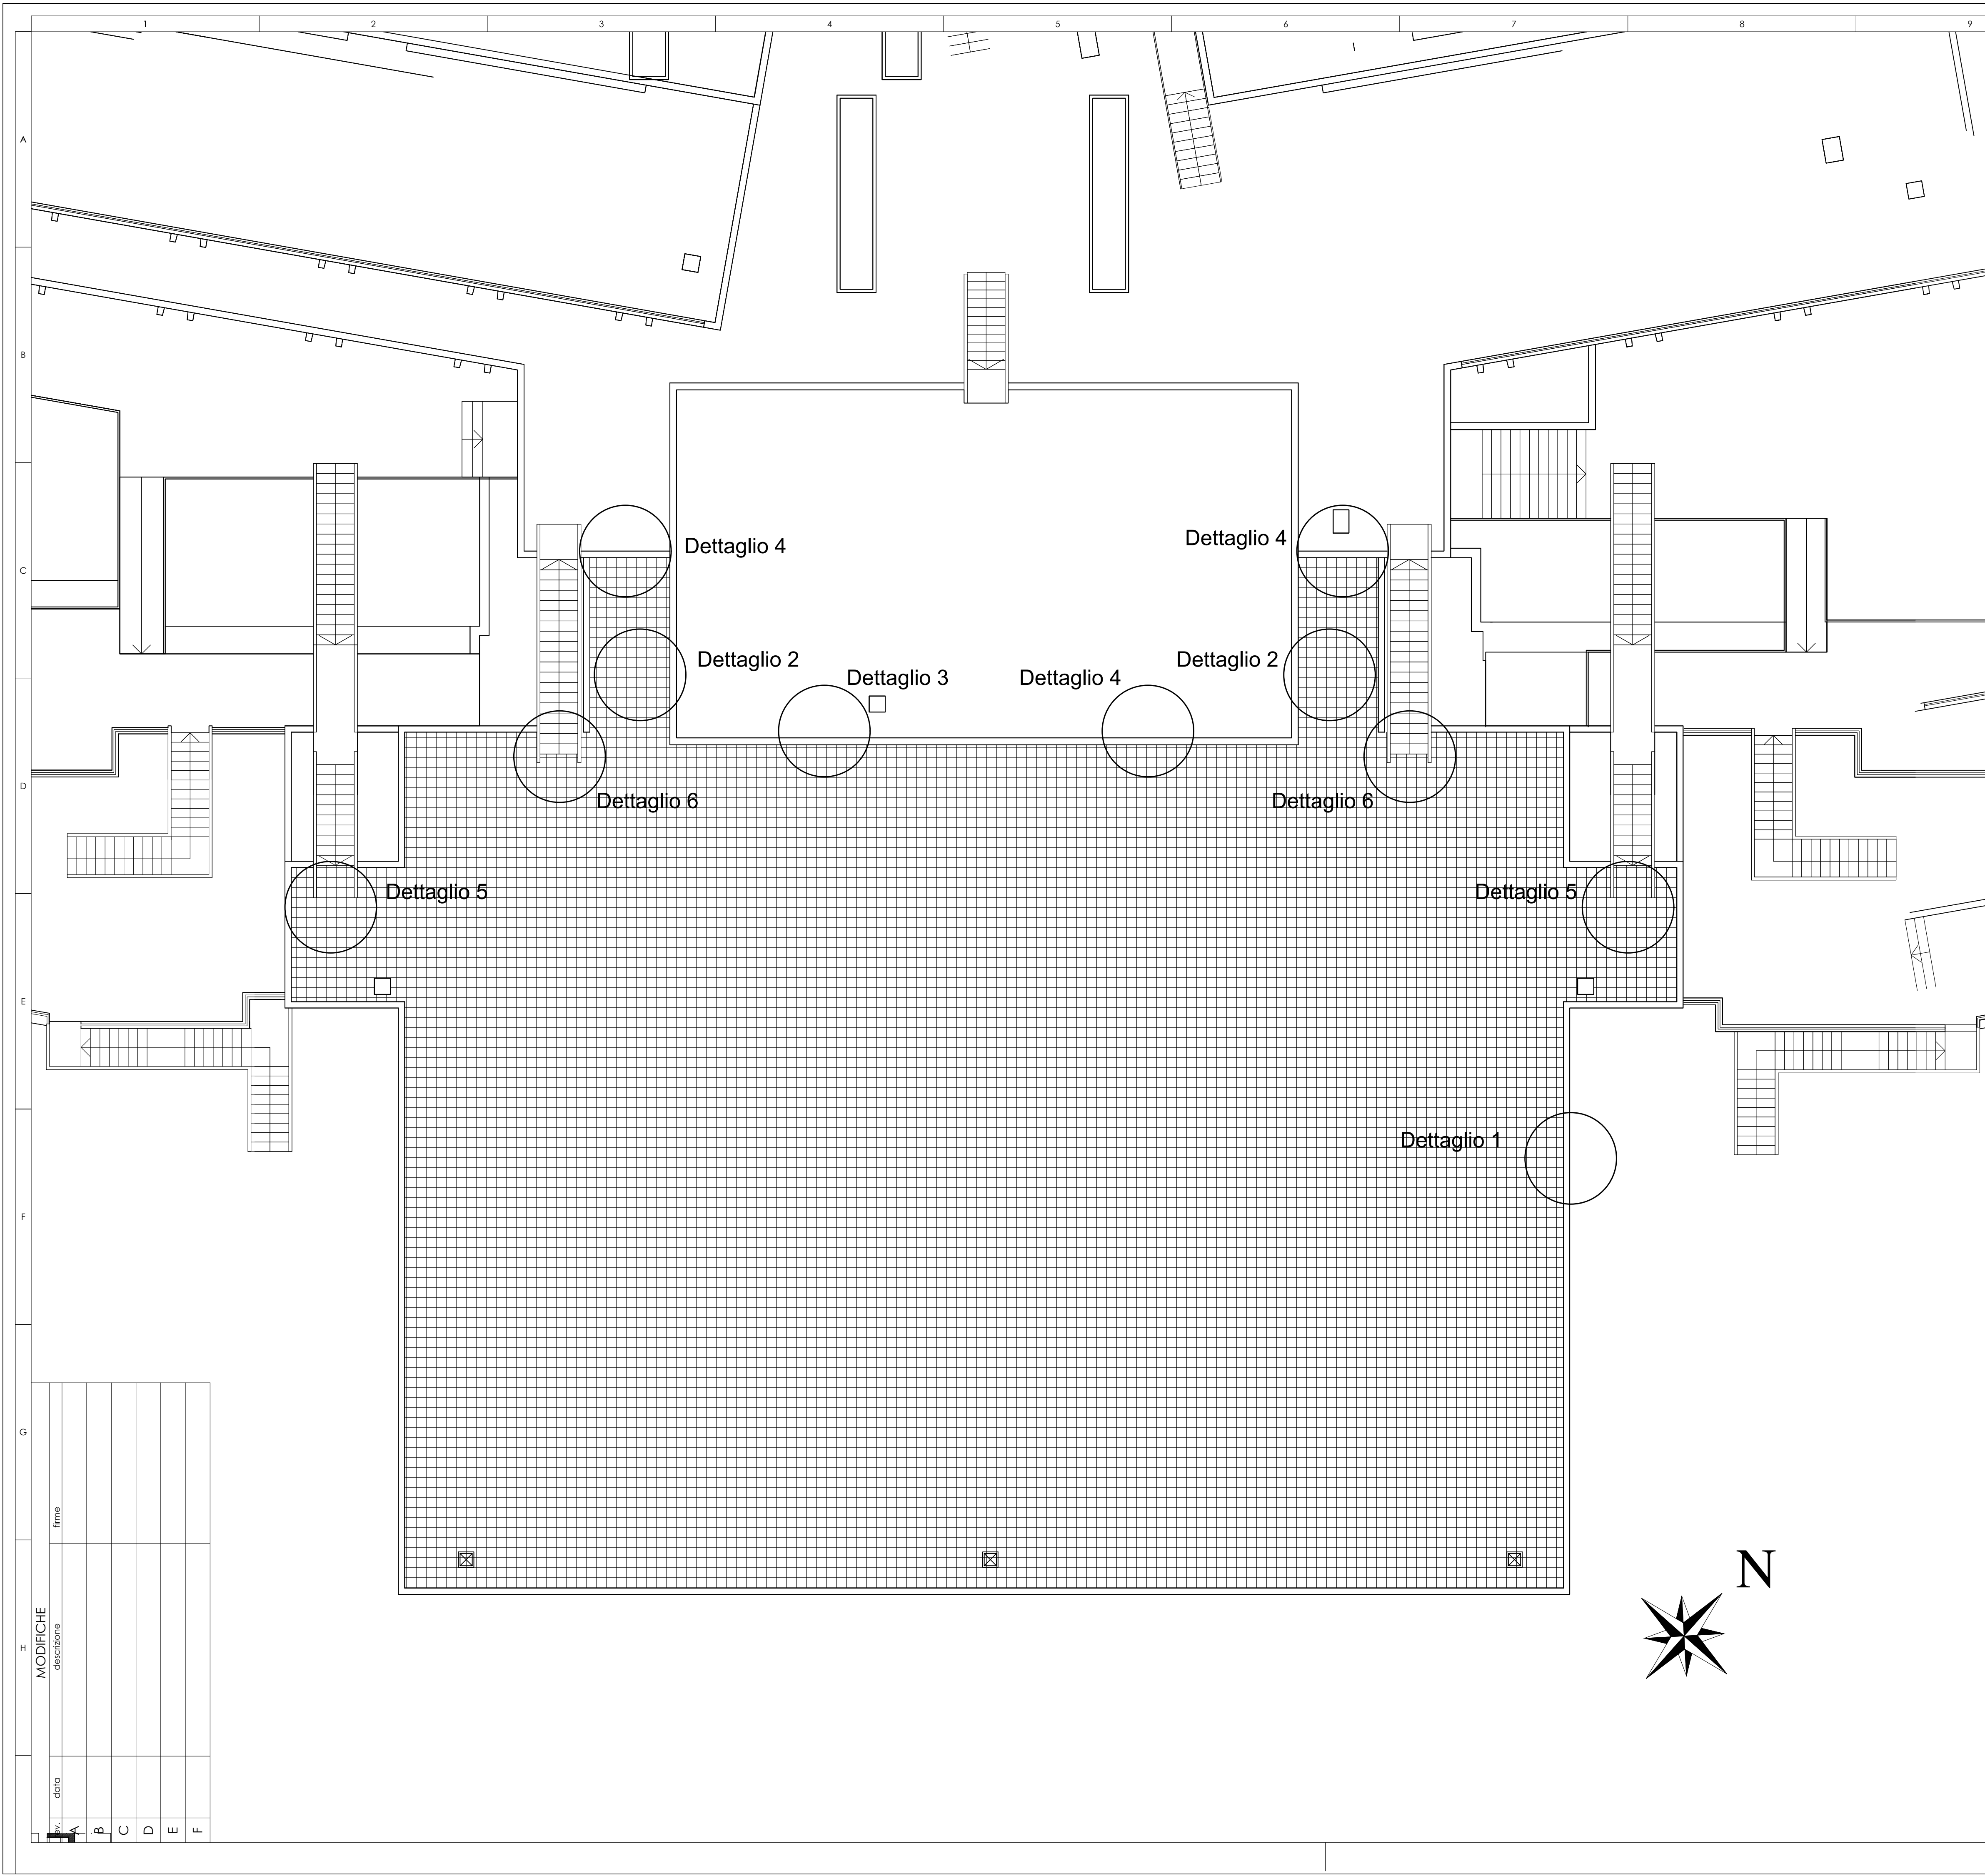 1 2 3 4 5 6 7 8 9
A
B
C
D
E
F
G
H
Dettaglio 4
Dettaglio 4
Dettaglio 2
Dettaglio 3
Dettaglio 4
Dettaglio 2
Dettaglio 6
Dettaglio 6
Dettaglio 5
Dettaglio 5
Dettaglio 1
N
MODIFICHE
ev. data descrizione firme
A
B
C
D
E
F